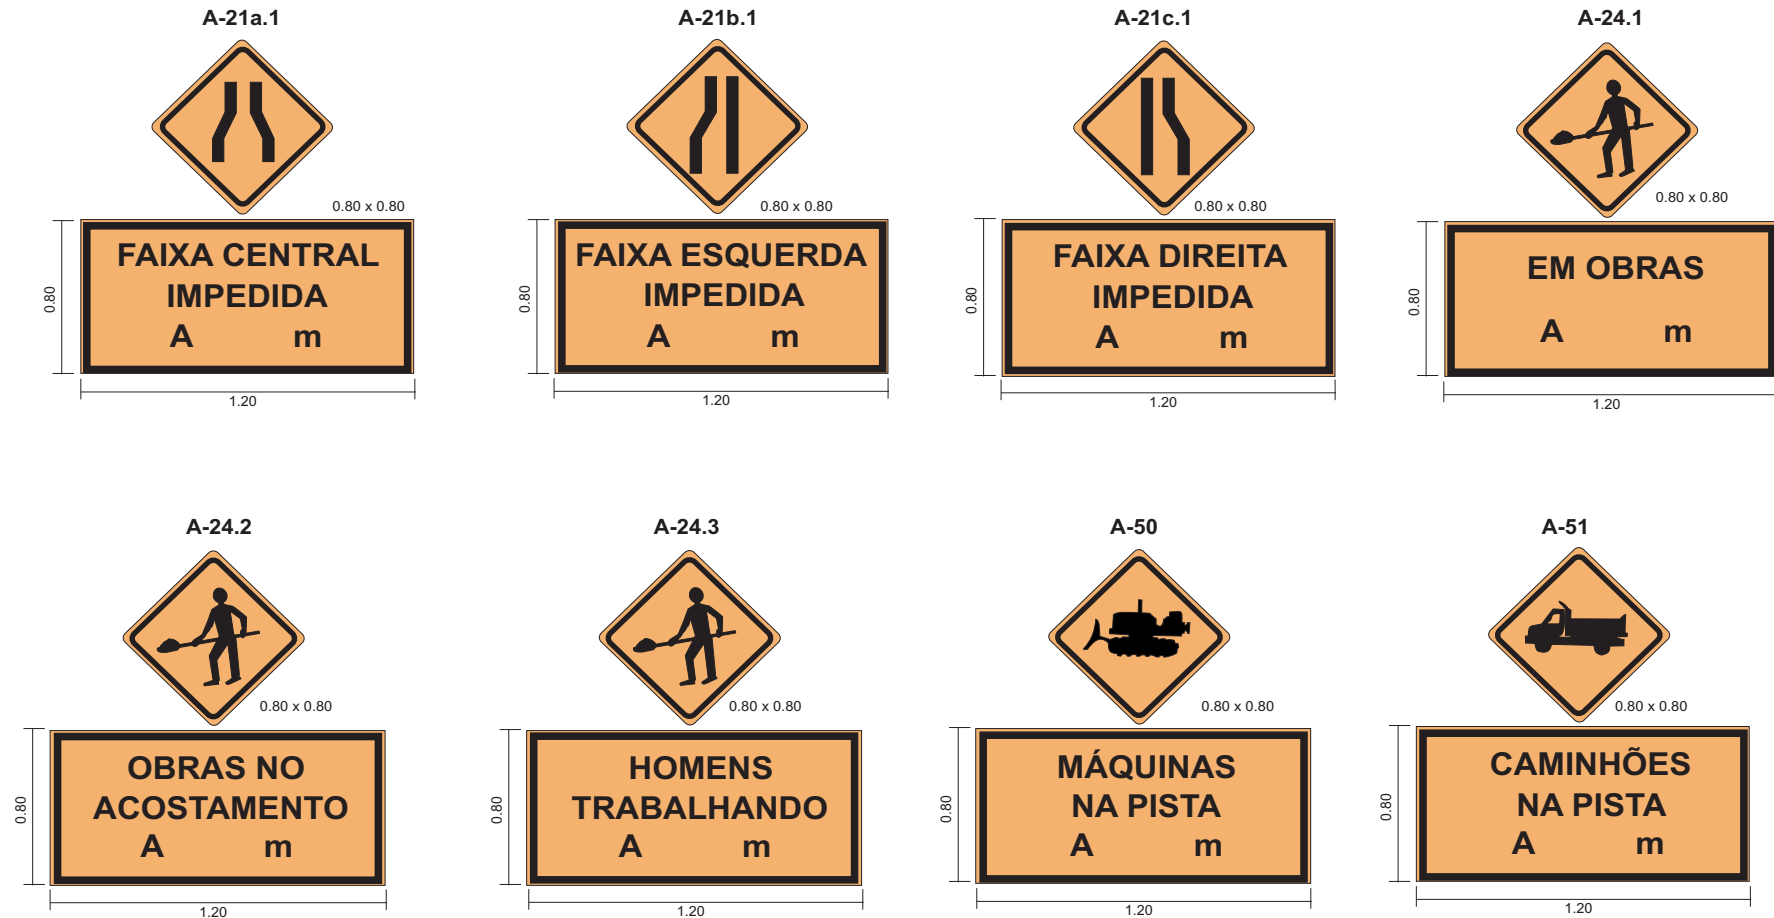 A-21a.1
0.80 x 0.80
FAIXA CENTRAL
IMPEDIDA
A m
0.80
1.20
A-21b.1
0.80 x 0.80
FAIXA ESQUERDA
IMPEDIDA
A m
0.80
1.20
A-21c.1
0.80 x 0.80
FAIXA DIREITA
IMPEDIDA
A m
0.80
1.20
A-24.1
0.80 x 0.80
EM OBRAS
A m
0.80
1.20
A-24.2
0.80 x 0.80
OBRAS NO
ACOSTAMENTO
A m
0.80
1.20
A-24.3
0.80 x 0.80
HOMENS
TRABALHANDO
A m
0.80
1.20
A-50
0.80 x 0.80
MÁQUINAS
NA PISTA
A m
0.80
1.20
A-51
0.80 x 0.80
CAMINHÕES
NA PISTA
A m
0.80
1.20